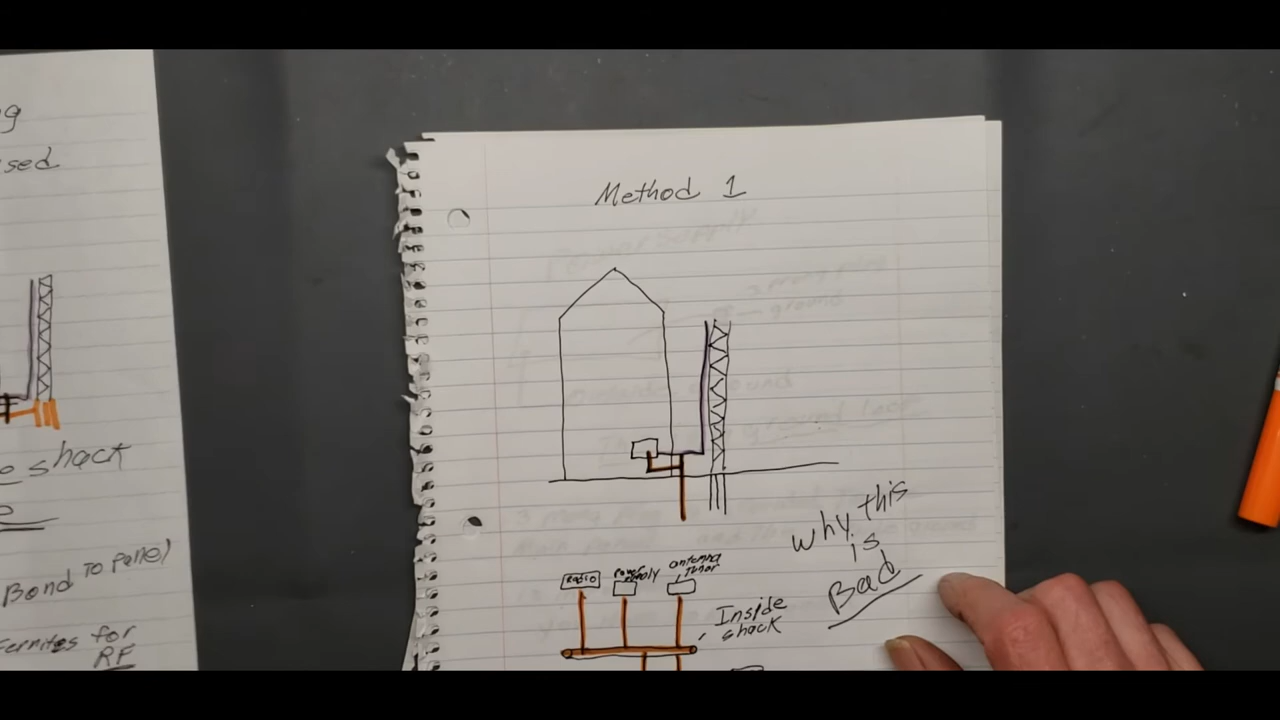 g
sed
shack
Bond To Panel
for
RF
Method 1
why this
is
Bad
Radio
Power
supply
antenna
tuner
Inside
shack